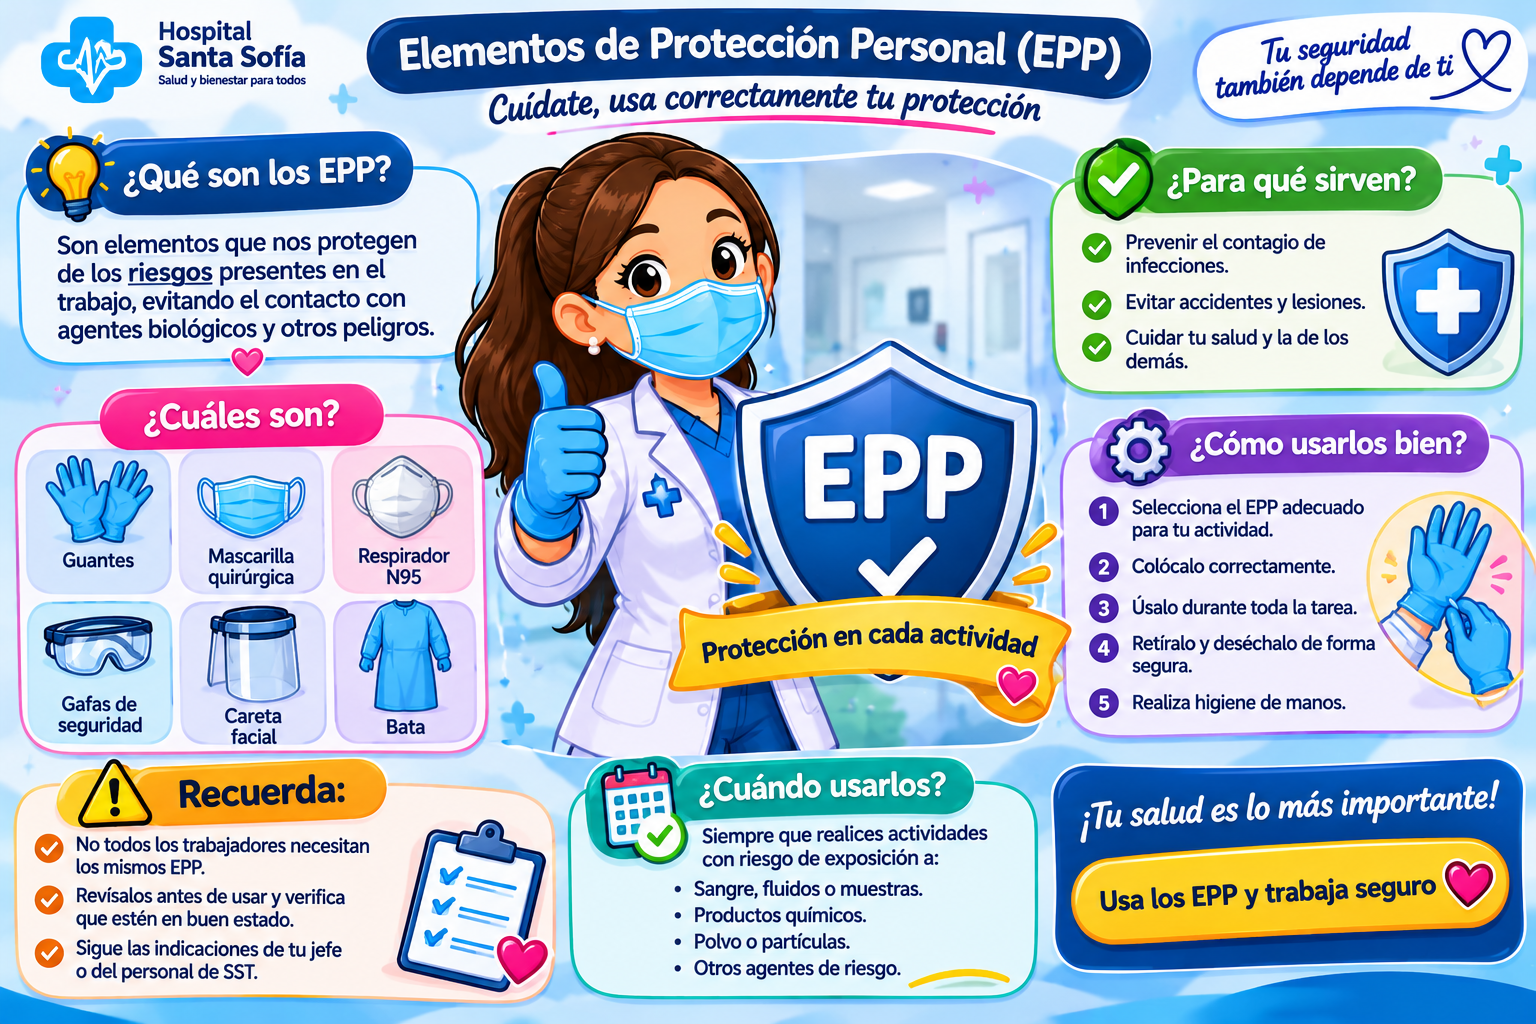 Hospital
Santa Sofía
Salud y bienestar para todos
Elementos de Protección Personal (EPP)
Cuídate, usa correctamente tu protección
Tu seguridad
también depende de ti
¿Qué son los EPP?
Son elementos que nos protegen
de los riesgos presentes en el
trabajo, evitando el contacto con
agentes biológicos y otros peligros.
¿Cuáles son?
Guantes
Mascarilla
quirúrgica
Respirador
N95
Gafas de
seguridad
Careta
facial
Bata
EPP
Protección en cada actividad
¿Para qué sirven?
Prevenir el contagio de
infecciones.
Evitar accidentes y lesiones.
Cuidar tu salud y la de los
demás.
¿Cómo usarlos bien?
1 Selecciona el EPP adecuado
para tu actividad.
2 Colócalo correctamente.
3 Úsalo durante toda la tarea.
4 Retíralo y deséchalo de forma
segura.
5 Realiza higiene de manos.
Recuerda:
No todos los trabajadores necesitan
los mismos EPP.
Revísalos antes de usar y verifica
que estén en buen estado.
Sigue las indicaciones de tu jefe
o del personal de SST.
¿Cuándo usarlos?
Siempre que realices actividades
con riesgo de exposición a:
• Sangre, fluidos o muestras.
• Productos químicos.
• Polvo o partículas.
• Otros agentes de riesgo.
¡Tu salud es lo más importante!
Usa los EPP y trabaja seguro